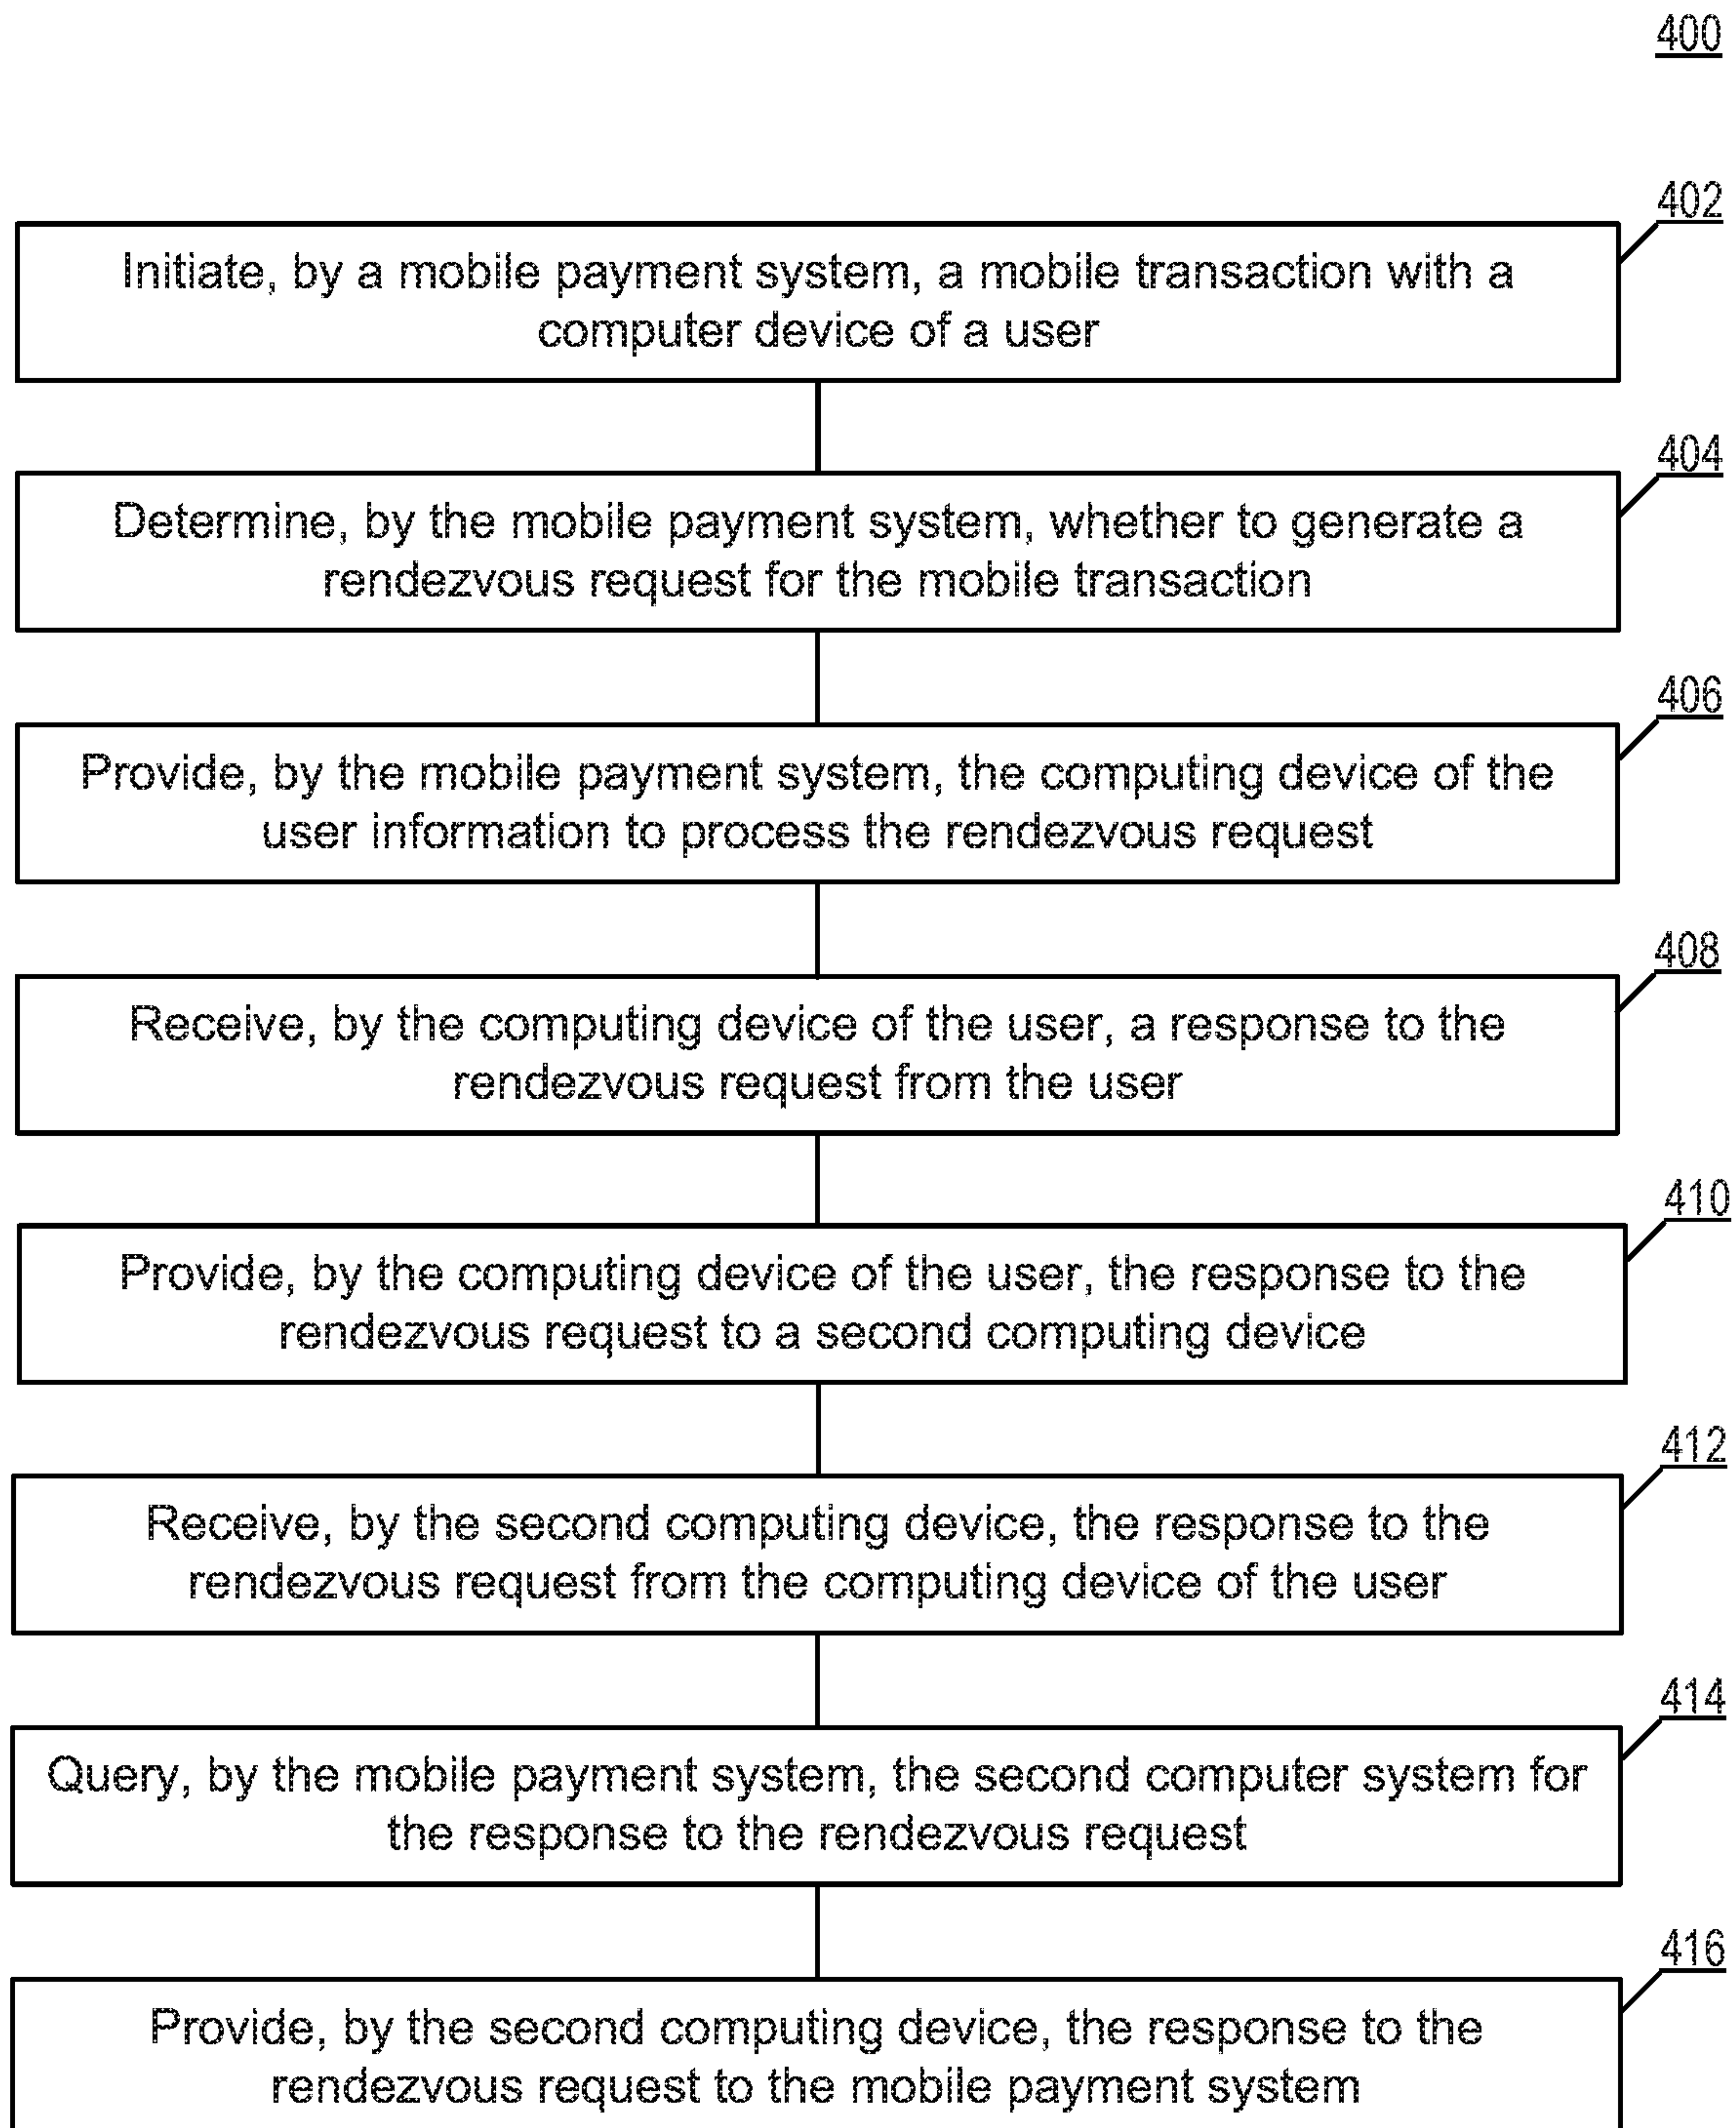 400
402
Initiate, by a mobile payment system, a mobile transaction with a
computer device of a user
404
Determine, by the mobile payment system, whether to generate a
rendezvous request for the mobile transaction
406
Provide, by the mobile payment system, the computing device of the
user information to process the rendezvous request
408
Receive, by the computing device of the user, a response to the
rendezvous request from the user
410
Provide, by the computing device of the user, the response to the
rendezvous request to a second computing device
412
Receive, by the second computing device, the response to the
rendezvous request from the computing device of the user
414
Query, by the mobile payment system, the second computer system for
the response to the rendezvous request
416
Provide, by the second computing device, the response to the
rendezvous request to the mobile payment system